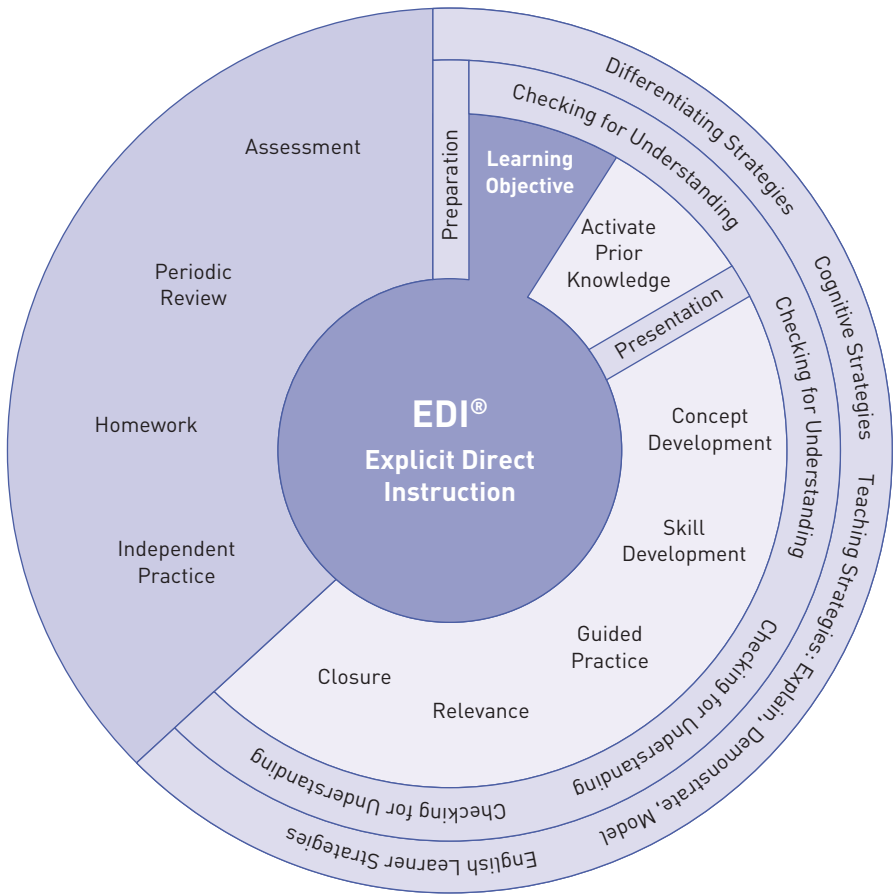 EDI®
Explicit Direct
Instruction
Preparation
Learning
Objective
Activate
Prior
Knowledge
Presentation
Concept
Development
Skill
Development
Guided
Practice
Relevance
Closure
Independent
Practice
Homework
Periodic
Review
Assessment
Checking for Understanding
Checking for Understanding
Checking for Understanding
Checking for Understanding
Differentiating Strategies
Cognitive Strategies
Teaching Strategies: Explain, Demonstrate, Model
English Learner Strategies